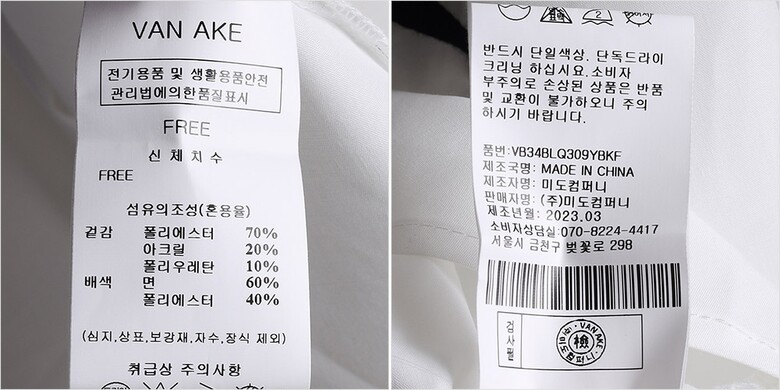 VAN AKE
전기용품 및 생활용품안전
관리법에의한품질표시
FREE
신체치수
FREE
섬유의조성(혼용율)
겉감 폴리에스터 70%
아크릴 20%
폴리우레탄 10%
배색 면 60%
폴리에스터 40%
(심지,상표,보강재,자수,장식 제외)
취급상 주의사항
반드시 단일색상, 단독드라이
크리닝 하십시요.소비자
부주의로 손상된 상품은 반품
및 교환이 불가하오니 주의
하시기 바랍니다.
품번:VB34BLQ309YBKF
제조국명: MADE IN CHINA
제조자명: 미도컴퍼니
판매자명: (주)미도컴퍼니
제조년월: 2023.03
소비자상담실:070-8224-4417
서울시 금천구 벚꽃로 298
검사필
VAN AKE
檢
(주)미도컴퍼니